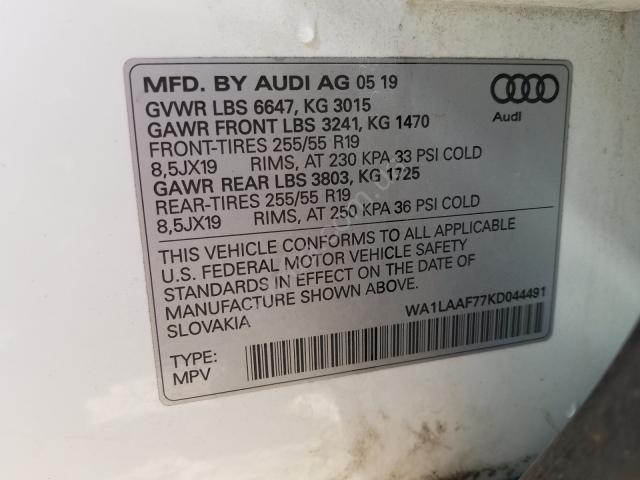 MFD. BY AUDI AG 05 19
GVWR LBS 6647, KG 3015
GAWR FRONT LBS 3241, KG 1470
FRONT-TIRES 255/55 R19
8,5JX19 RIMS, AT 230 KPA 33 PSI COLD
GAWR REAR LBS 3803, KG 1725
REAR-TIRES 255/55 R19
8,5JX19 RIMS, AT 250 KPA 36 PSI COLD
Audi
THIS VEHICLE CONFORMS TO ALL APPLICABLE
U.S. FEDERAL MOTOR VEHICLE SAFETY
STANDARDS IN EFFECT ON THE DATE OF
MANUFACTURE SHOWN ABOVE.
SLOVAKIA
WA1LAAF77KD044491
TYPE:
MPV